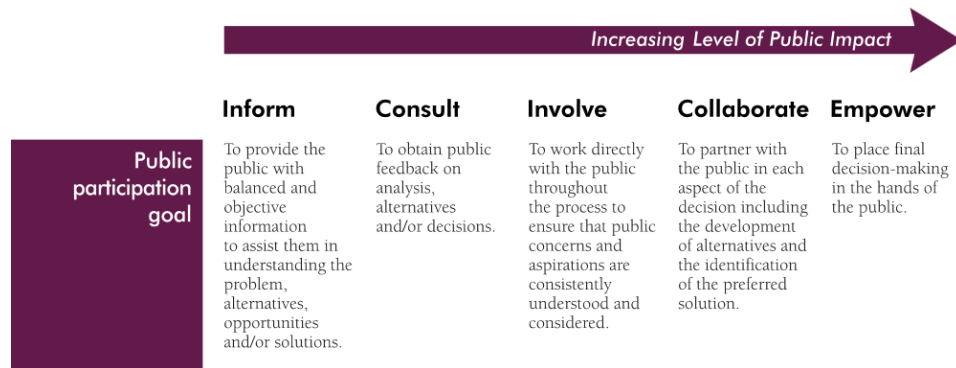 Increasing Level of Public Impact
Inform
Consult
Involve
Collaborate
Empower
Public
participation
goal
To provide the
public with
balanced and
objective
information
to assist them in
understanding the
problem,
alternatives,
opportunities
and/or solutions.
To obtain public
feedback on
analysis,
alternatives
and/or decisions.
To work directly
with the public
throughout
the process to
ensure that public
concerns and
aspirations are
consistently
understood and
considered.
To partner with
the public in each
aspect of the
decision including
the development
of alternatives and
the identification
of the preferred
solution.
To place final
decision-making
in the hands of
the public.